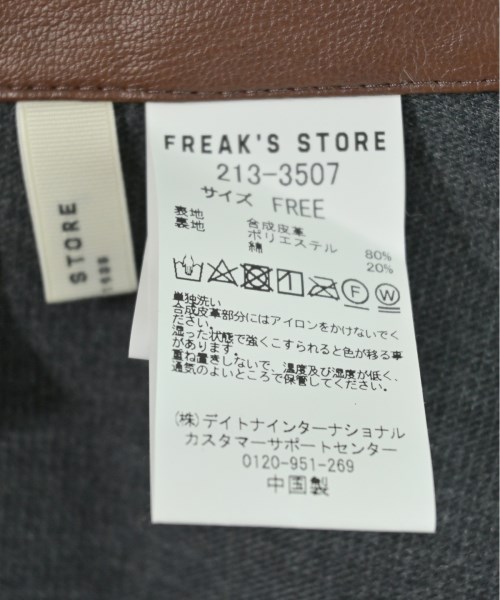 FREAK'S STORE
213-3507
サイズ FREE
表地 合成皮革
裏地 ポリエステル 80%
綿 20%
F W
単独洗い
合成皮革部分にはアイロンをかけないでく
ださい。
湿った状態で強くこすられると色が移る事
があります。
重ね置きしないで、温度及び湿度が低く、
通気のよいところで保管してください。
(株)デイトナインターナショナル
カスタマーサポートセンター
0120-951-269
中国製
STORE